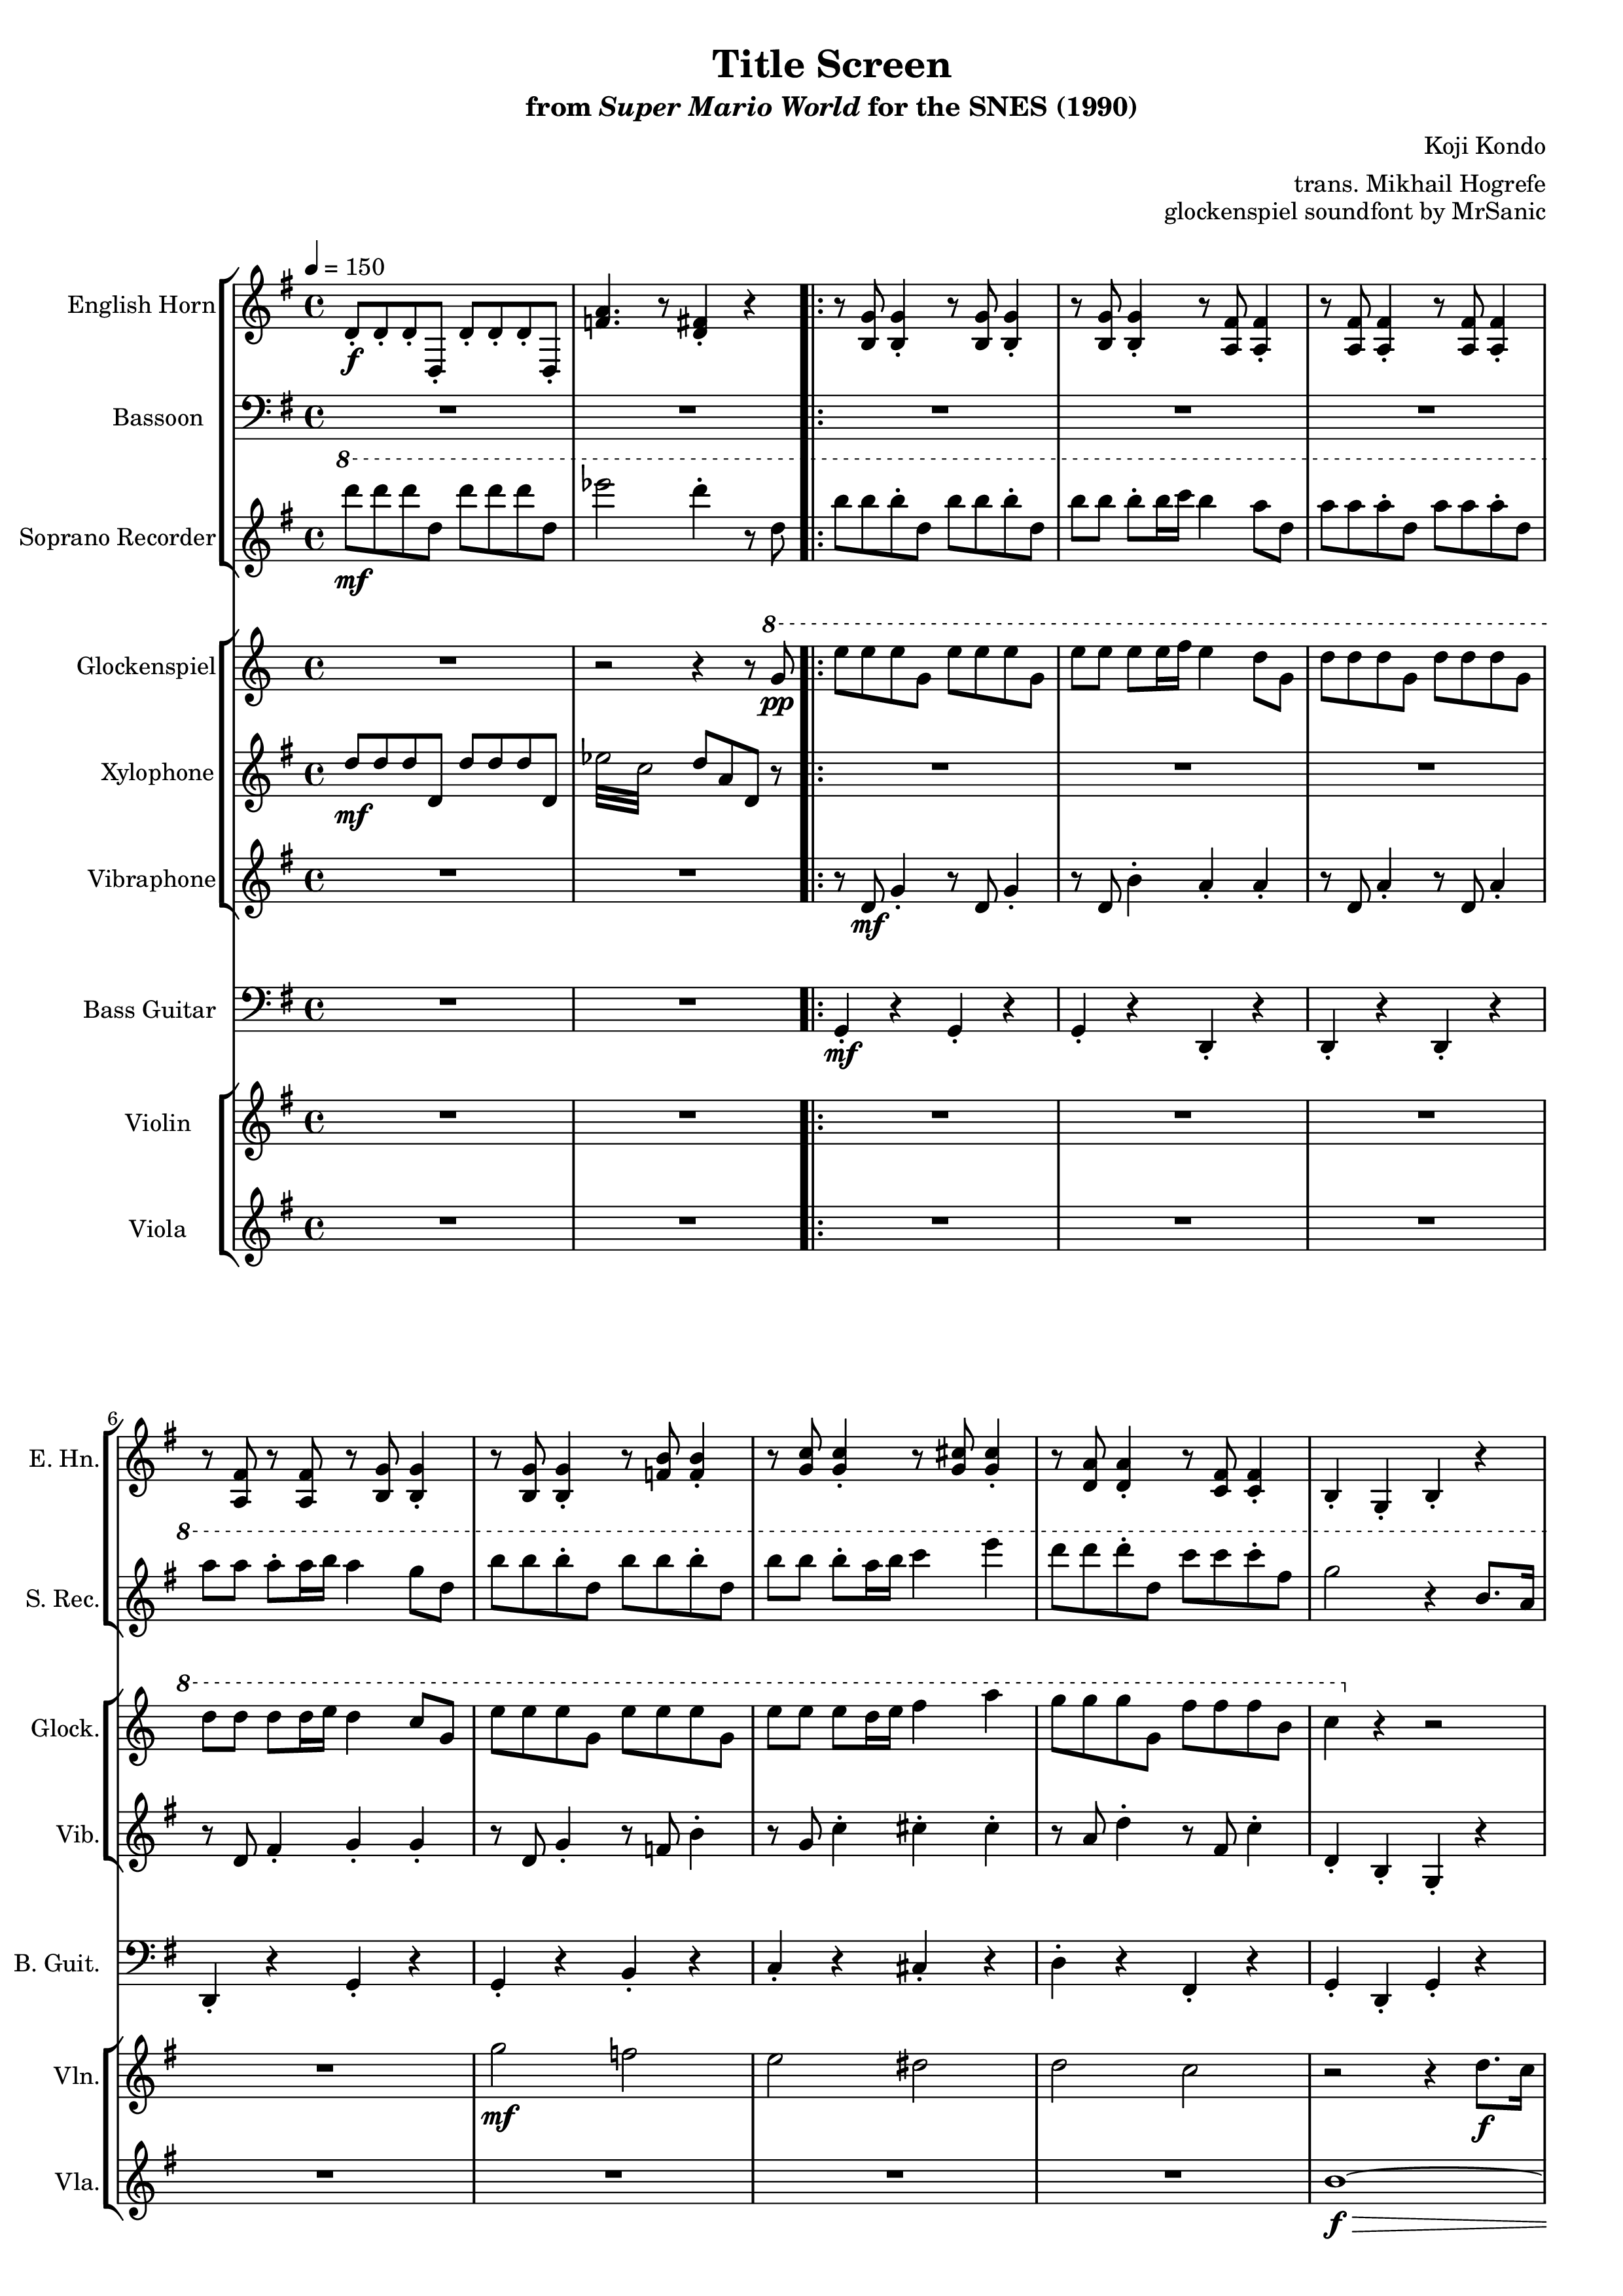 Title Screen
from Super Mario World for the SNES (1990)
Koji Kondo
trans. Mikhail Hogrefe
glockenspiel soundfont by MrSanic
= 150
English Horn
f
Bassoon
8
Soprano Recorder
mf
8
Glockenspiel
pp
Xylophone
mf
Vibraphone
mf
Bass Guitar
mf
Violin
Viola
6
E. Hn.
8
S. Rec.
8
Glock.
Vib.
B. Guit.
Vln.
mf
f
Vla.
f